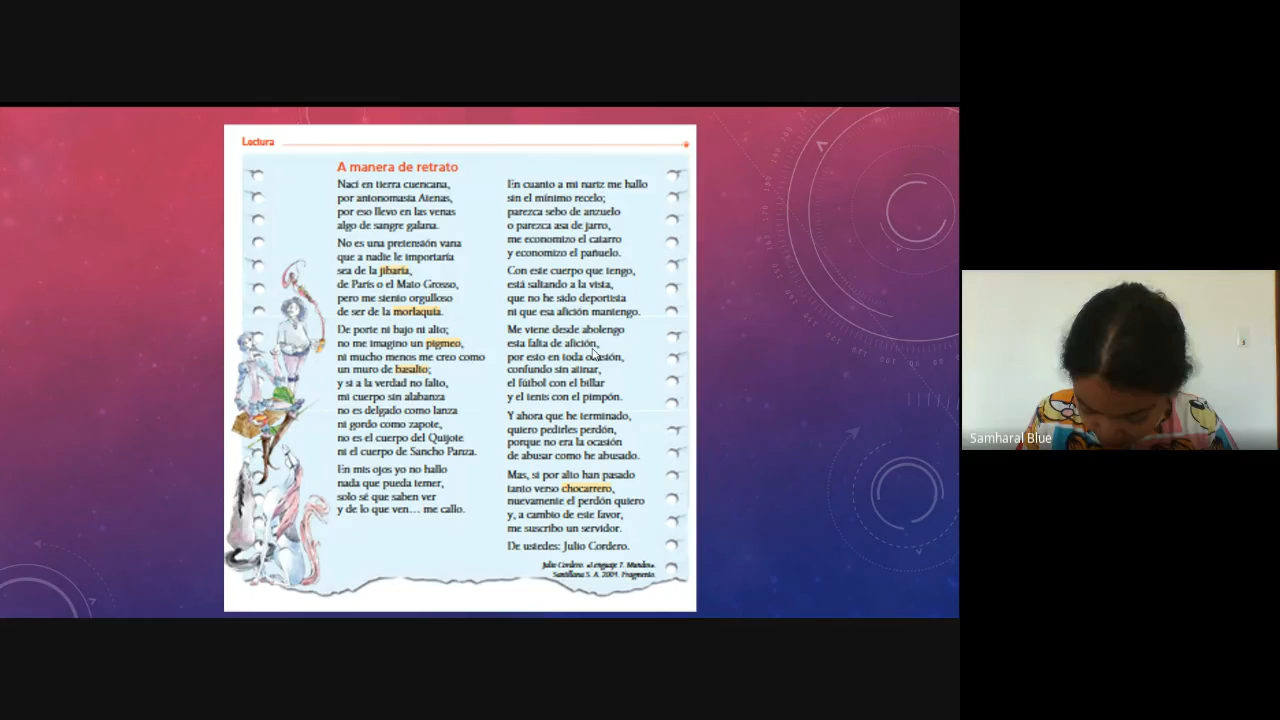 Lectura
A manera de retrato
Nací en tierra cuencana,
por antonomasia Atenas,
por eso llevo en las venas
algo de sangre galana.
No es una pretensión vana
que a nadie le importaría
sea de la jibaría,
de París o el Mato Grosso,
pero me siento orgulloso
de ser de la morlaquía.
De porte ni bajo ni alto;
no me imagino un pigmeo,
ni mucho menos me creo como
un muro de basalto;
y si a la verdad no falto,
mi cuerpo sin alabanza
no es delgado como lanza
ni gordo como zapote,
no es el cuerpo del Quijote
ni el cuerpo de Sancho Panza.
En mis ojos yo no hallo
nada que pueda temer,
solo sé que saben ver
y de lo que ven... me callo.
En cuanto a mi nariz me hallo
sin el mínimo recelo;
parezca sebo de anzuelo
o parezca asa de jarro,
me economizo el catarro
y economizo el pañuelo.
Con este cuerpo que tengo,
está saltando a la vista,
que no he sido deportista
ni que esa afición mantengo.
Me viene desde abolengo
esta falta de afición,
por esto en toda ocasión,
confundo sin atinar,
el fútbol con el billar
y el tenis con el pimpón.
Y ahora que he terminado,
quiero pedirles perdón,
porque no era la ocasión
de abusar como he abusado.
Mas, si por alto han pasado
tanto verso chocarrero,
nuevamente el perdón quiero
y, a cambio de este favor,
me suscribo un servidor.
De ustedes: Julio Cordero.
Julio Cordero. «Lenguaje 7. Mundos».
Santillana S. A. 2004. Fragmento.
Samharal Blue